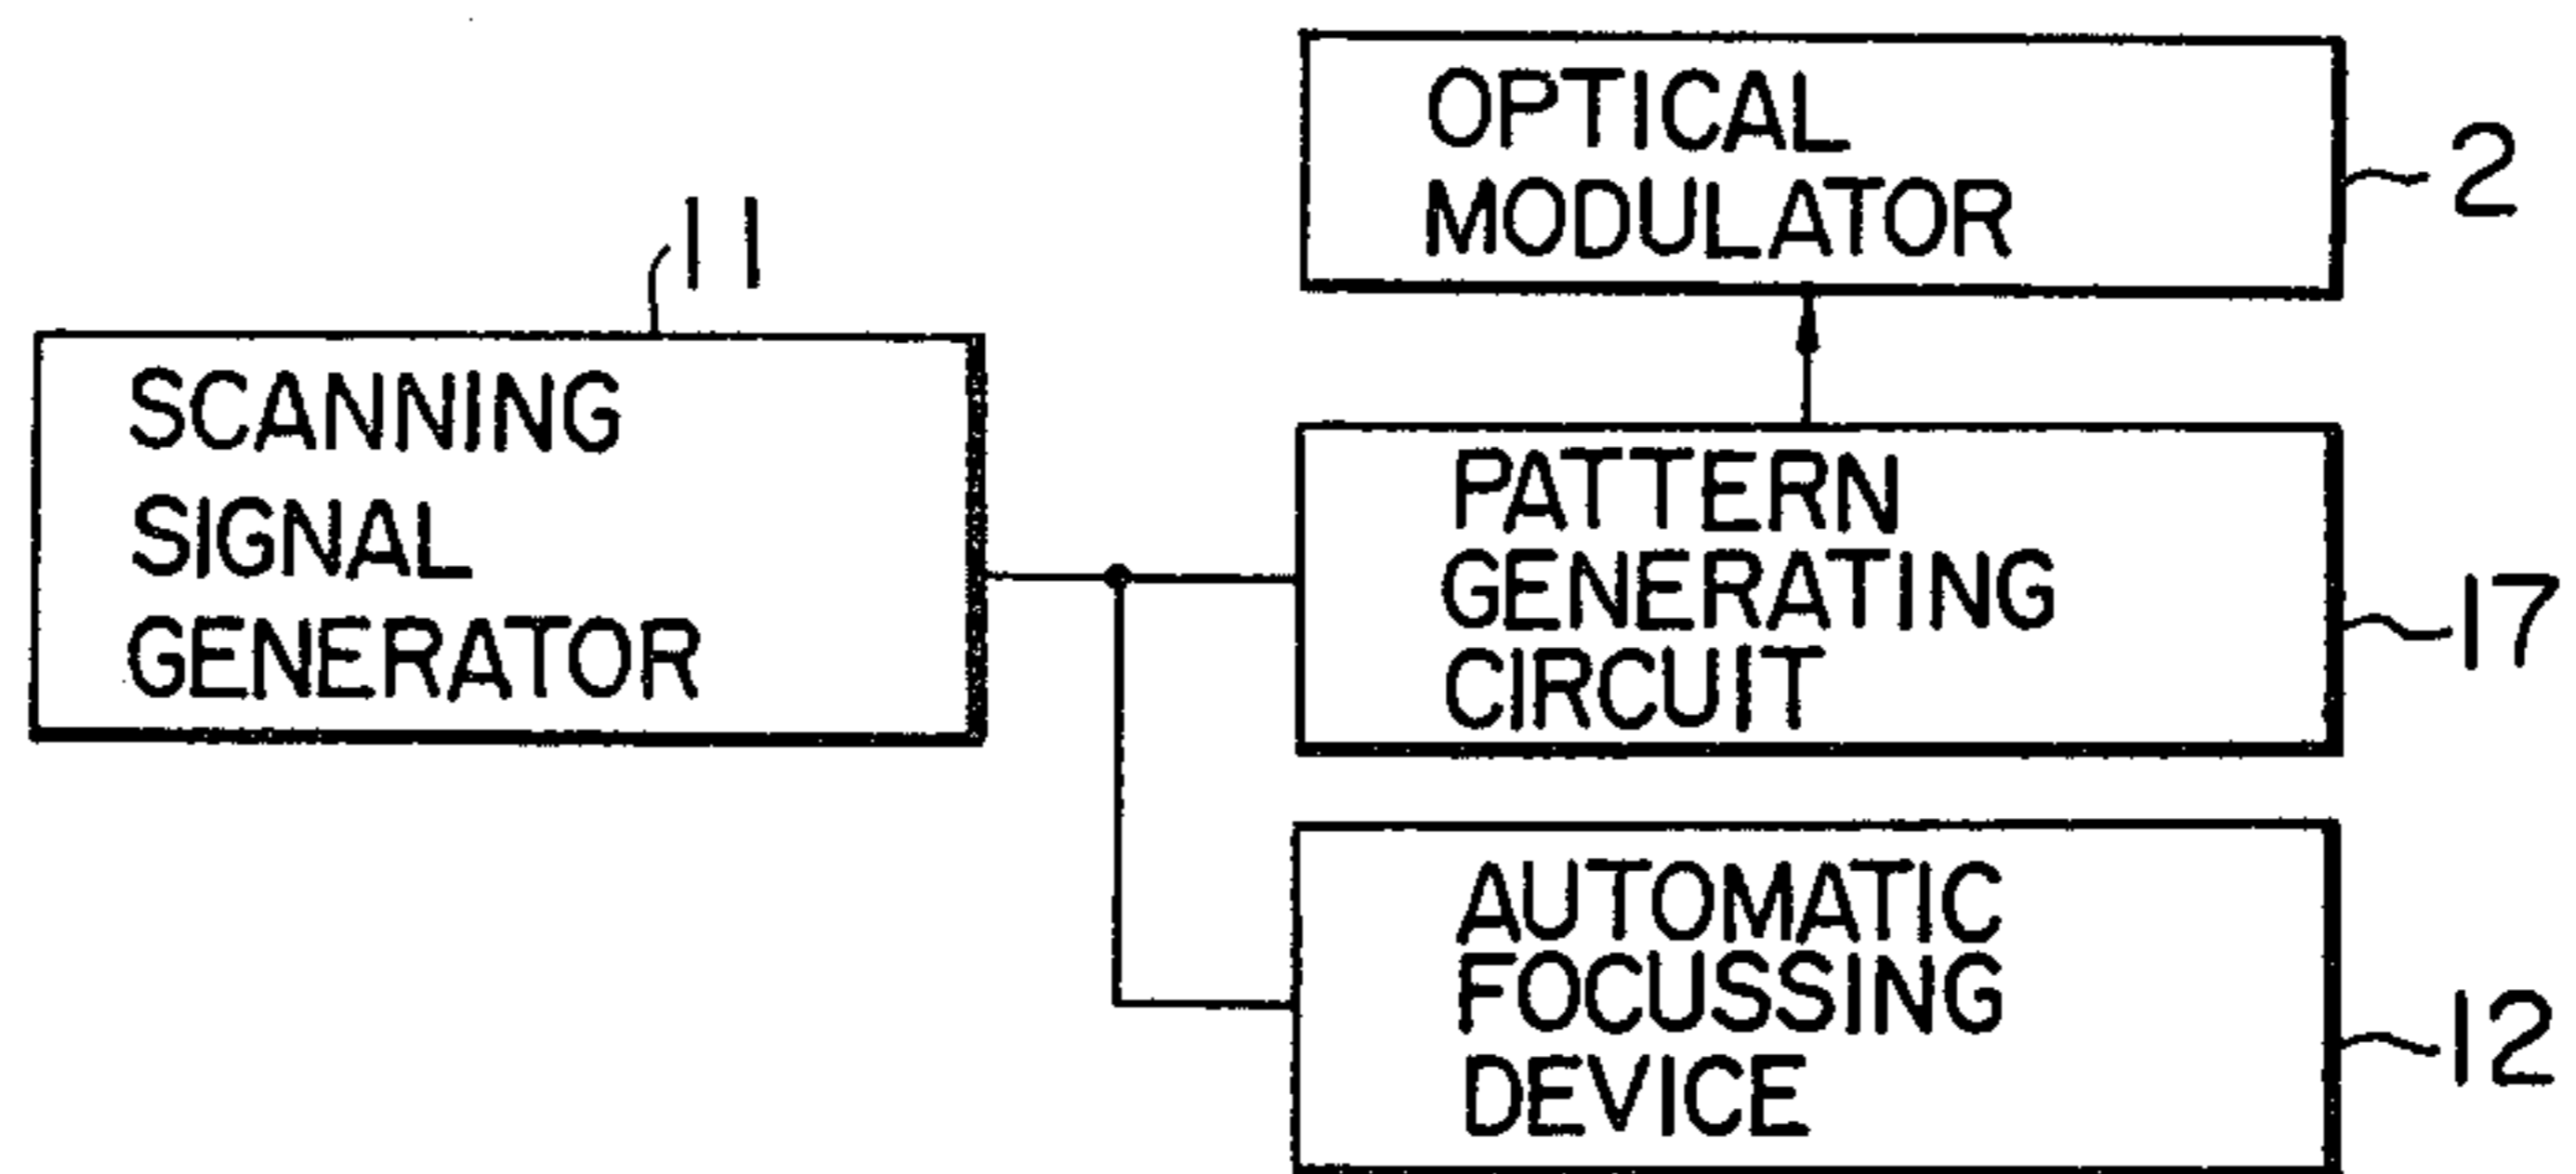 11
SCANNING
SIGNAL
GENERATOR
OPTICAL
MODULATOR
2
PATTERN
GENERATING
CIRCUIT
17
AUTOMATIC
FOCUSSING
DEVICE
12